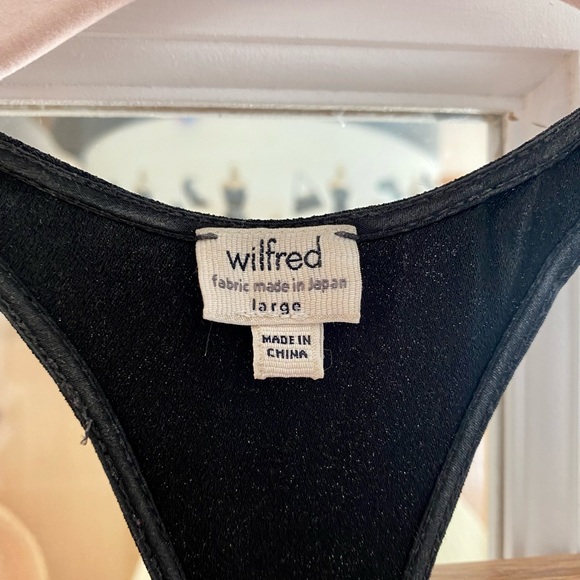 wilfred
fabric made in Japan
large
MADE IN
CHINA